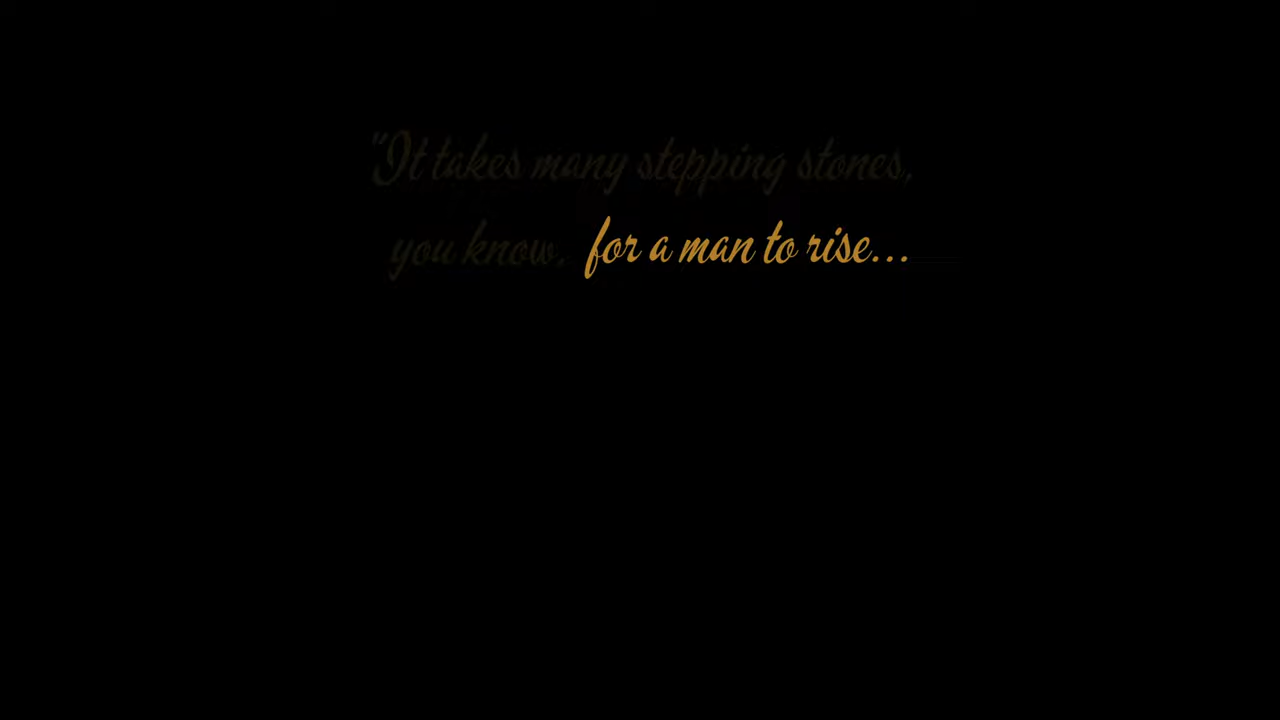 "It takes many stepping stones,
you know, for a man to rise...